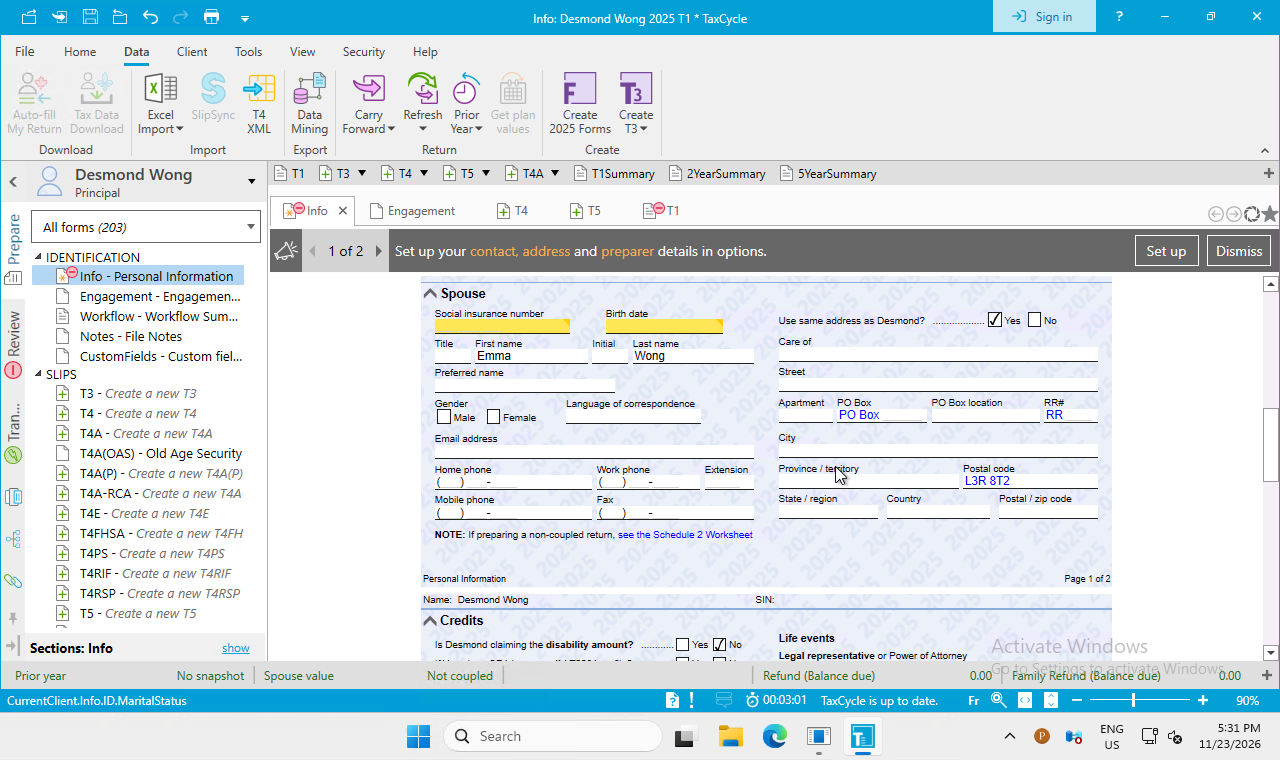 Info: Desmond Wong 2025 T1 * TaxCycle
Sign in
?
File
Home
Data
Client
Tools
View
Security
Help
Auto-fill My Return
Tax Data Download
Download
Excel Import
SlipSync
T4 XML
Import
Data Mining
Export
Carry Forward
Refresh
Prior Year
Get plan values
Return
Create 2025 Forms
Create T3
Create
Desmond Wong
Principal
T1
T3
T4
T5
T4A
T1Summary
2YearSummary
5YearSummary
Info
Engagement
T4
T5
T1
1 of 2
Set up your contact, address and preparer details in options.
Set up
Dismiss
Prepare
Review
Tran...
All forms (203)
IDENTIFICATION
Info - Personal Information
Engagement - Engagemen...
Workflow - Workflow Sum...
Notes - File Notes
CustomFields - Custom fiel...
SLIPS
T3 - Create a new T3
T4 - Create a new T4
T4A - Create a new T4A
T4A(OAS) - Old Age Security
T4A(P) - Create a new T4A(P)
T4A-RCA - Create a new T4A
T4E - Create a new T4E
T4FHSA - Create a new T4FH
T4PS - Create a new T4PS
T4RIF - Create a new T4RIF
T4RSP - Create a new T4RSP
T5 - Create a new T5
Sections: Info
show
Spouse
Social insurance number
Birth date
Title
First name
Initial
Last name
Emma
Wong
Preferred name
Gender
Male
Female
Language of correspondence
Email address
Home phone
Work phone
Extension
( ) ___-____
( ) ___-____
Mobile phone
Fax
( ) ___-____
( ) ___-____
NOTE: If preparing a non-coupled return, see the Schedule 2 Worksheet
Use same address as Desmond?
Yes
No
Care of
Street
Apartment
PO Box
PO Box location
RR#
PO Box
RR
City
Province / territory
Postal code
L3R 8T2
State / region
Country
Postal / zip code
Personal Information
Page 1 of 2
Name: Desmond Wong
SIN:
Credits
Is Desmond claiming the disability amount?
Yes
No
Life events
Legal representative or Power of Attorney
Activate Windows
Go to Settings to activate Windows.
Prior year
No snapshot
Spouse value
Not coupled
Refund (Balance due)
0.00
Family Refund (Balance due)
0.00
CurrentClient.Info.ID.MaritalStatus
00:03:01
TaxCycle is up to date.
Fr
90%
Search
ENG
US
5:31 PM
11/23/2026